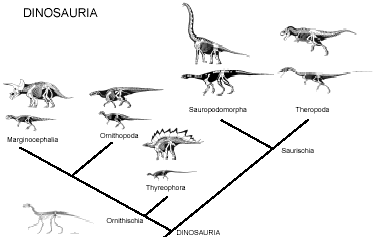 DINOSAURIA
Sauropodomorpha
Theropoda
Marginocephalia
Ornithopoda
Saurischia
Thyreophora
Ornithischia
DINOSAURIA